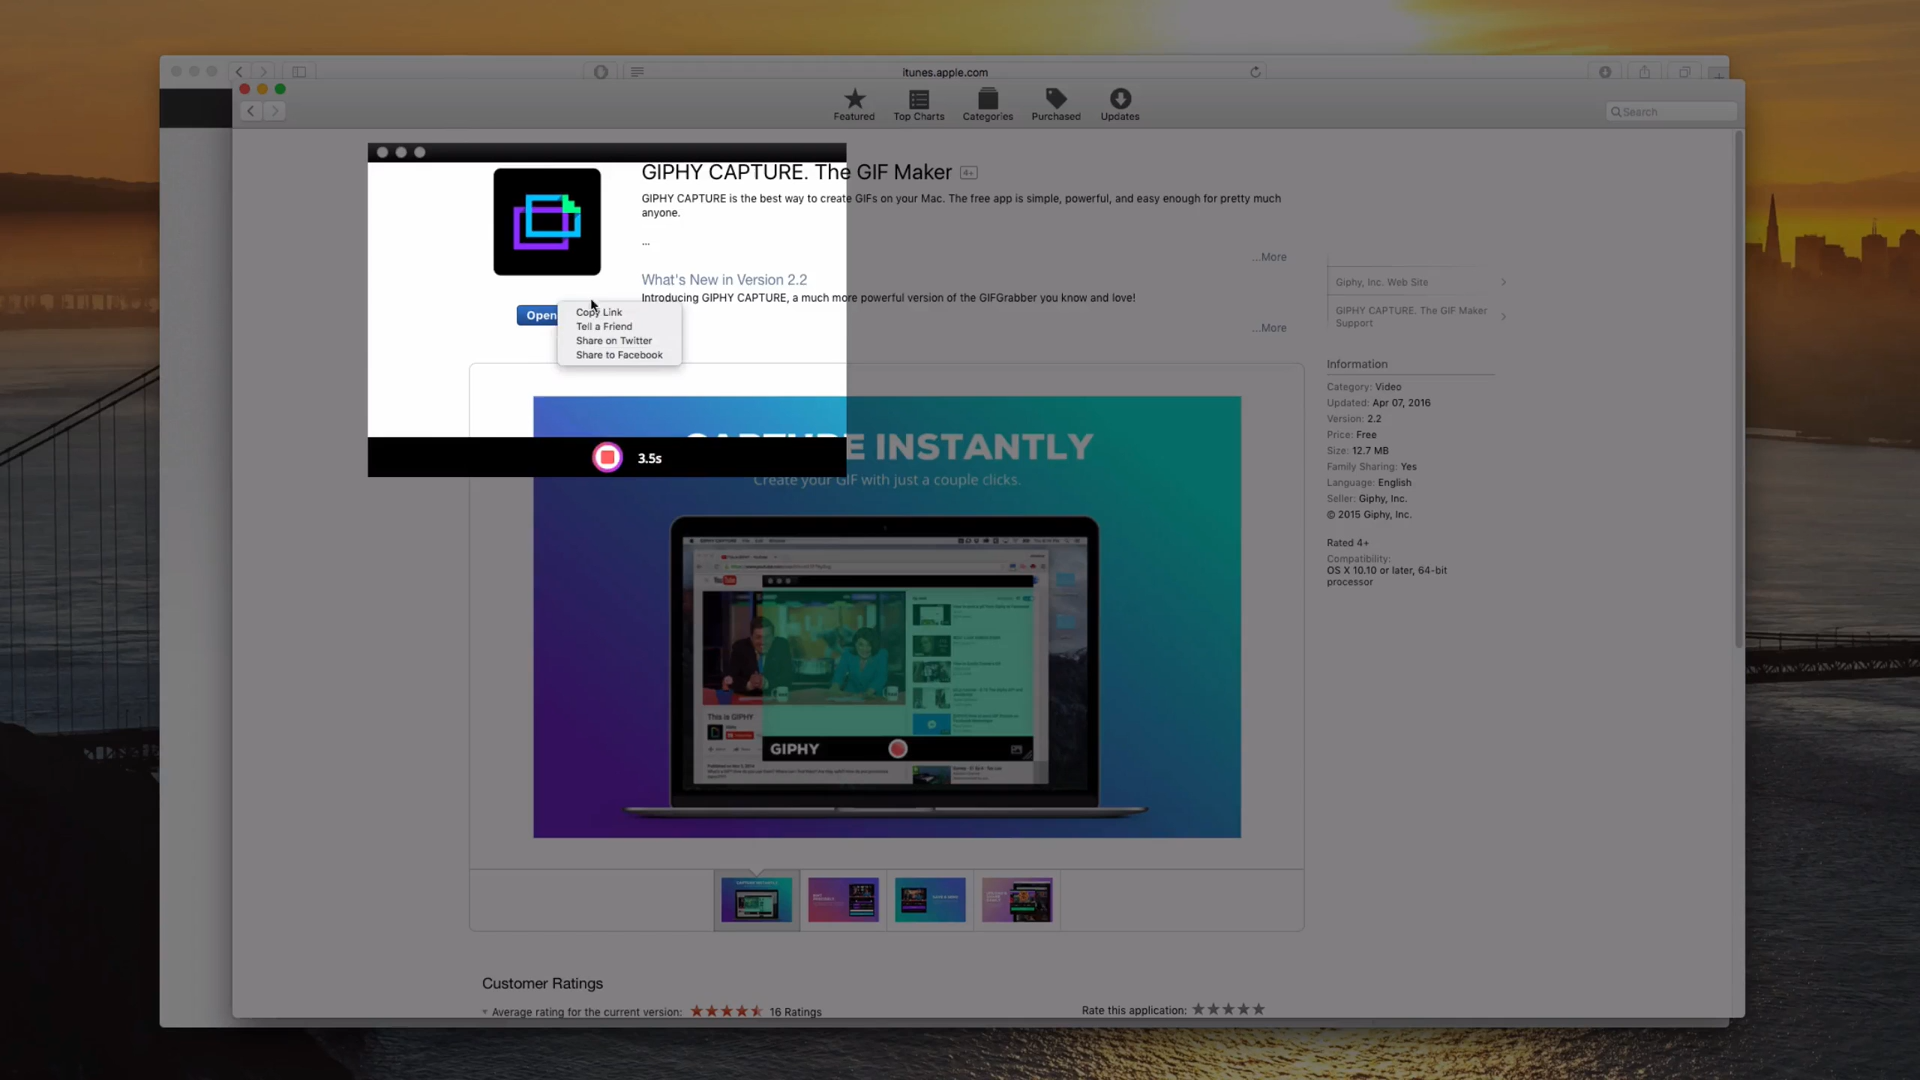 itunes.apple.com
Featured
Top Charts
Categories
Purchased
Updates
Search
GIPHY CAPTURE. The GIF Maker 4+
GIPHY CAPTURE is the best way to create GIFs on your Mac. The free app is simple, powerful, and easy enough for pretty much
anyone.
...
...More
What's New in Version 2.2
Introducing GIPHY CAPTURE, a much more powerful version of the GIFGrabber you know and love!
...More
Open
Copy Link
Tell a Friend
Share on Twitter
Share to Facebook
3.5s
CAPTURE INSTANTLY
Create your GIF with just a couple clicks.
YouTube
This is GIPHY
GIPHY
Giphy, Inc. Web Site
GIPHY CAPTURE. The GIF Maker
Support
Information
Category: Video
Updated: Apr 07, 2016
Version: 2.2
Price: Free
Size: 12.7 MB
Family Sharing: Yes
Language: English
Seller: Giphy, Inc.
© 2015 Giphy, Inc.
Rated 4+
Compatibility:
OS X 10.10 or later, 64-bit
processor
Customer Ratings
Average rating for the current version: ★★★★⯪ 16 Ratings
Rate this application: ★★★★★